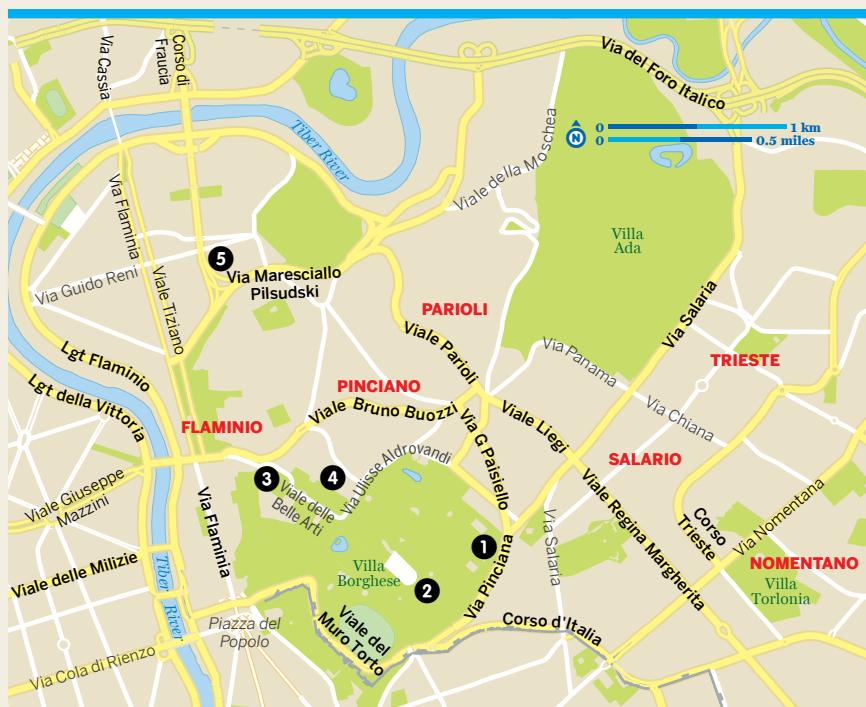 Via Cassia
Corso di
Fraucia
Via del Foro Italico
0
1 km
N
0
0.5 miles
Tiber River
Viale della Moschea
Via Flaminia
Villa
Ada
5
Via Maresciallo
Pilsudski
Via Guido Reni
Viale Tiziano
PARIOLI
Via Salaria
Viale Parioli
Via Panama
TRIESTE
Lgt Flaminio
Lgt della Vittoria
PINCIANO
Viale Bruno Buozzi
Via Chiana
FLAMINIO
Viale Liegi
Via G Paisiello
SALARIO
Via Ulisse Aldrovandi
3
4
Viale delle
Belle Arti
Viale Giuseppe
Mazzini
Via Flaminia
Viale Regina Margherita
Corso
Trieste
Via Nomentana
Via Salaria
1
Via Pinciana
Viale delle Milizie
Villa
Borghese
2
NOMENTANO
Villa
Torlonia
Tiber
River
Piazza del
Popolo
Viale del
Muro Torto
Corso d'Italia
Via Cola di Rienzo